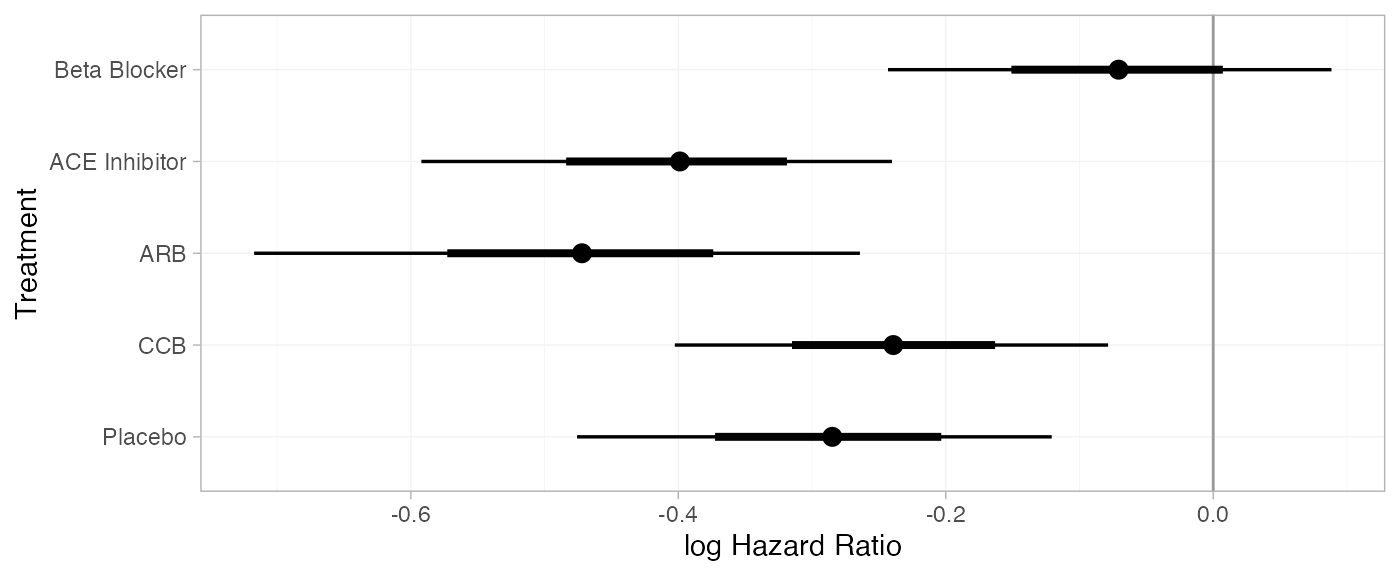 Treatment
Beta Blocker
ACE Inhibitor
ARB
CCB
Placebo
-0.6 -0.4 -0.2 0.0
log Hazard Ratio